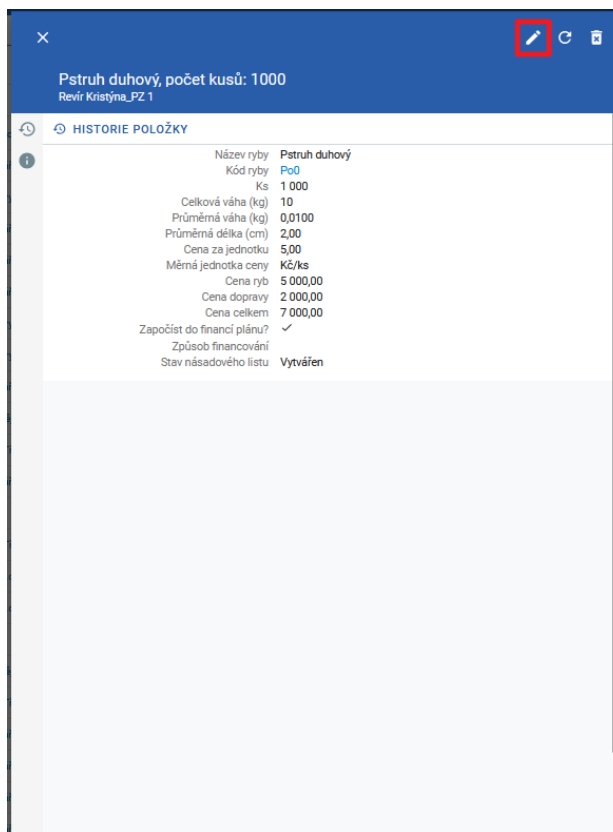 Pstruh duhový, počet kusů: 1000
Revír Kristýna_PZ 1
HISTORIE POLOŽKY
Název ryby Pstruh duhový
Kód ryby Po0
Ks 1 000
Celková váha (kg) 10
Průměrná váha (kg) 0,0100
Průměrná délka (cm) 2,00
Cena za jednotku 5,00
Měrná jednotka ceny Kč/ks
Cena ryb 5 000,00
Cena dopravy 2 000,00
Cena celkem 7 000,00
Započíst do financí plánu? ✓
Způsob financování
Stav násadového listu Vytvářen